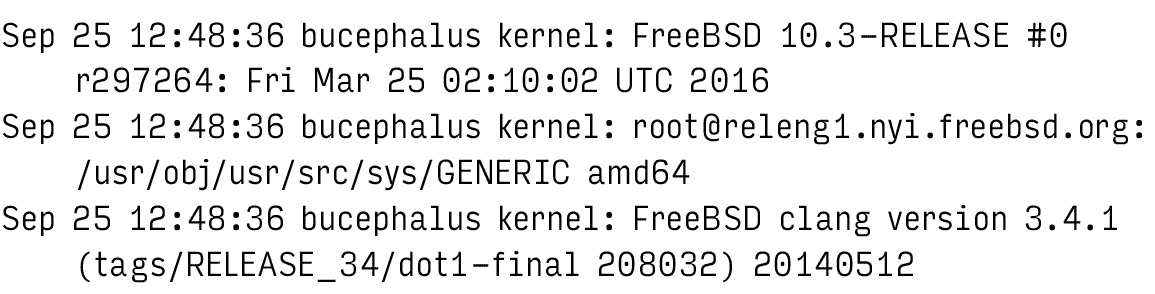 Sep 25 12:48:36 bucephalus kernel: FreeBSD 10.3-RELEASE #0
r297264: Fri Mar 25 02:10:02 UTC 2016
Sep 25 12:48:36 bucephalus kernel: root@releng1.nyi.freebsd.org:
/usr/obj/usr/src/sys/GENERIC amd64
Sep 25 12:48:36 bucephalus kernel: FreeBSD clang version 3.4.1
(tags/RELEASE_34/dot1-final 208032) 20140512